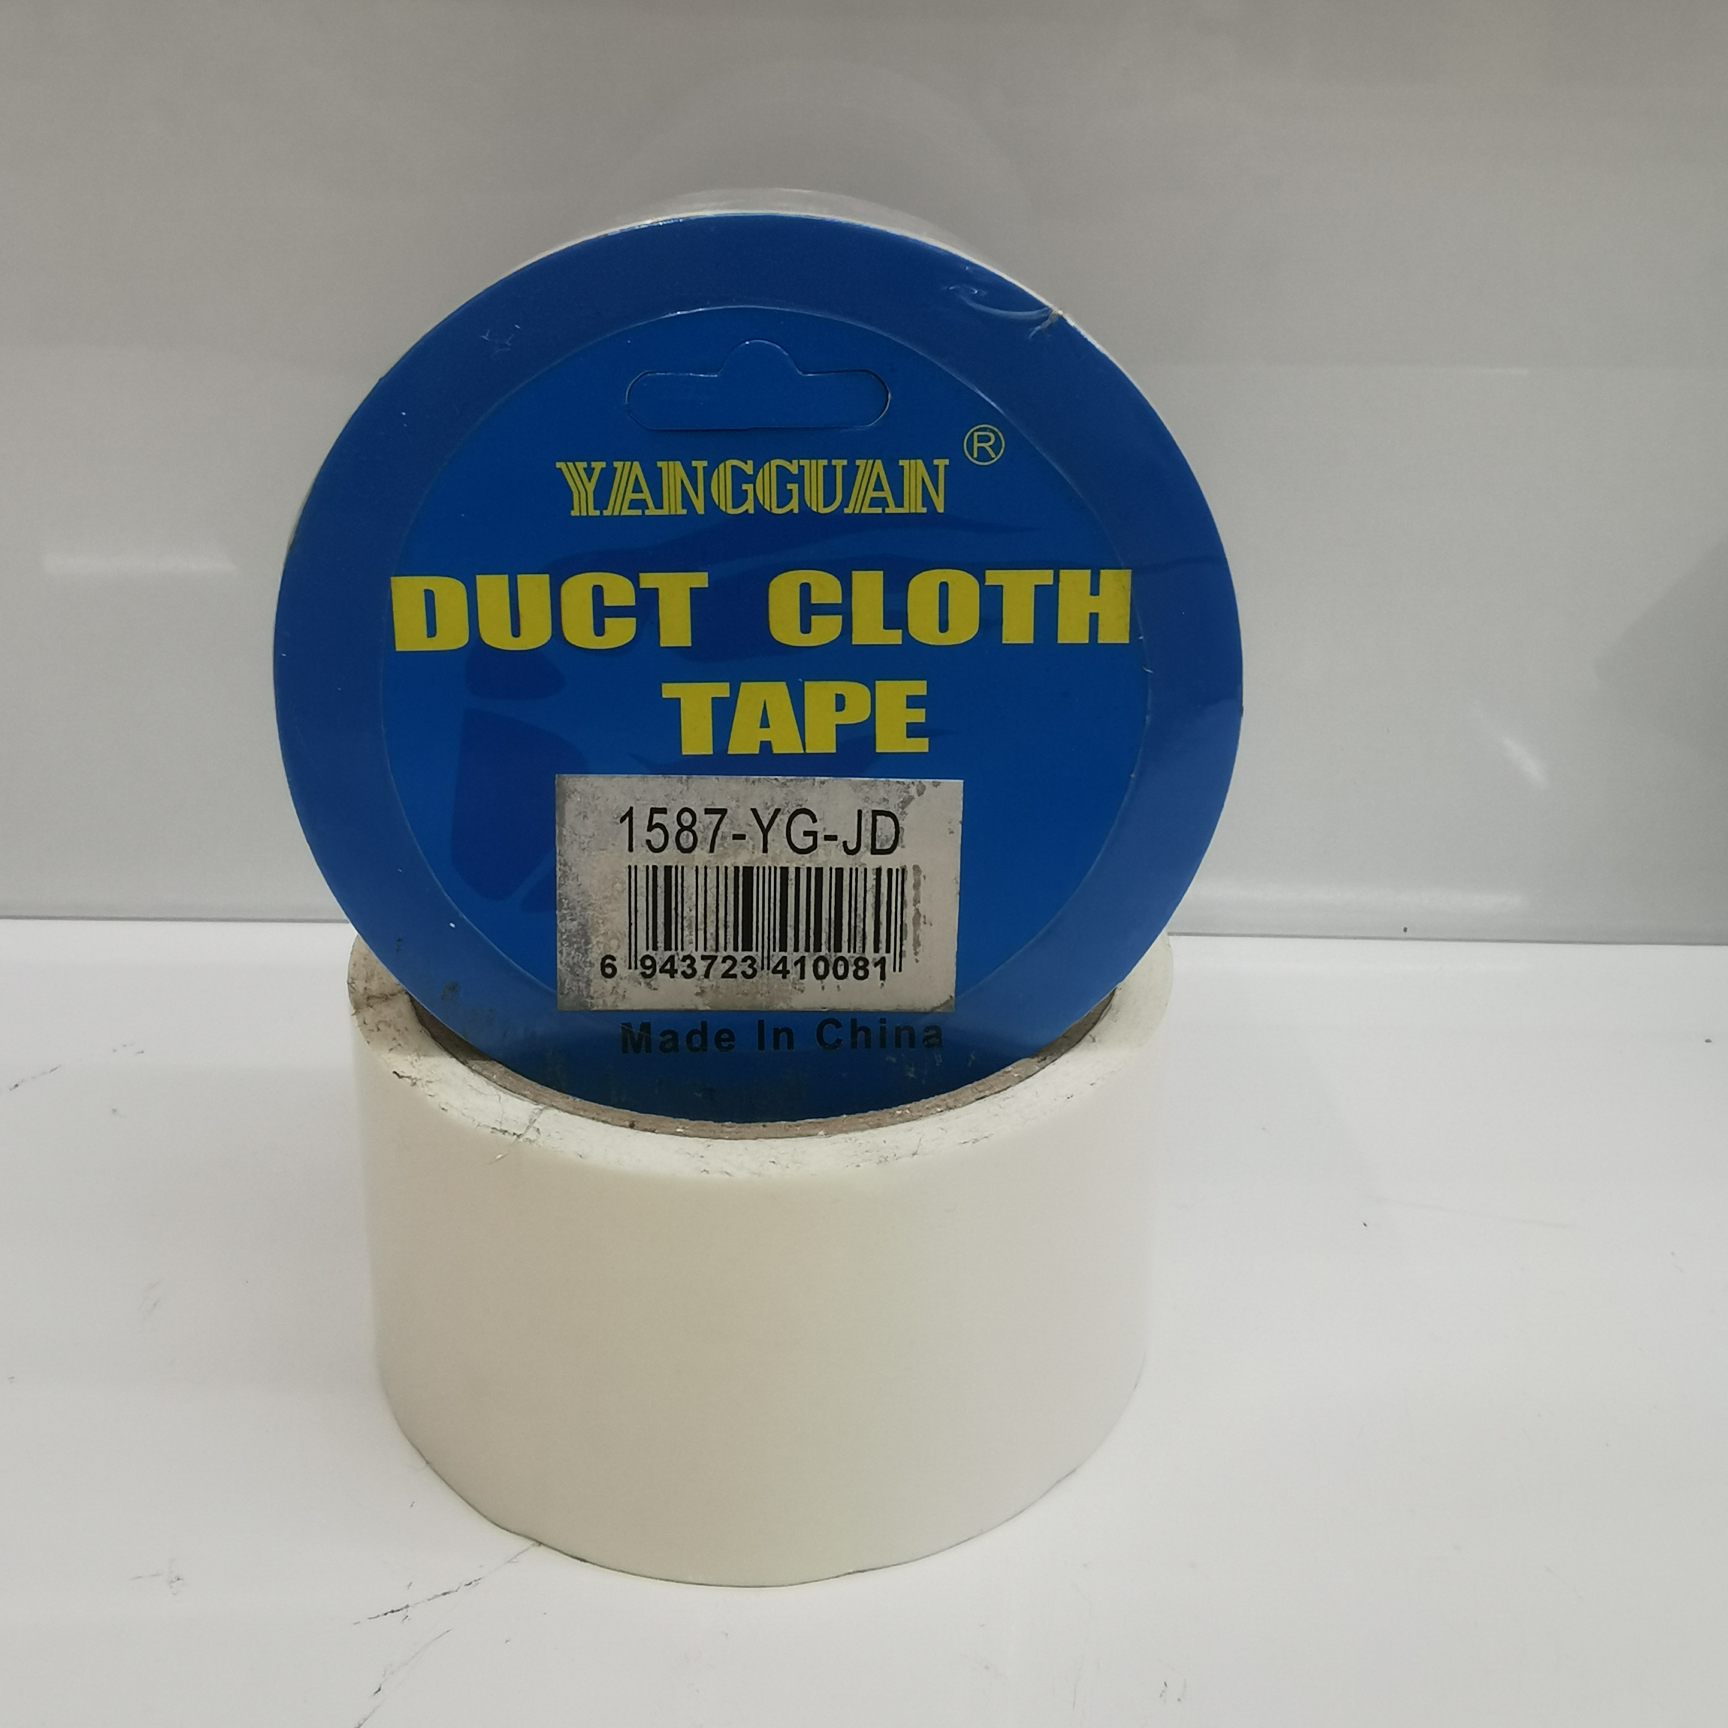 YANGGUAN ®
DUCT CLOTH
TAPE
1587-YG-JD
6 943723 410081
Made In China